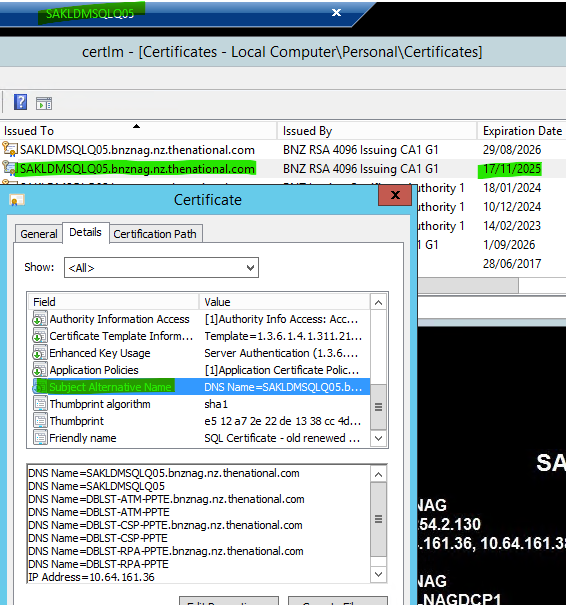 SAKLDMSQLQ05
certlm - [Certificates - Local Computer\Personal\Certificates]
Issued To Issued By Expiration Date
SAKLDMSQLQ05.bnznag.nz.thenational.com BNZ RSA 4096 Issuing CA1 G1 29/08/2026
SAKLDMSQLQ05.bnznag.nz.thenational.com BNZ RSA 4096 Issuing CA1 G1 17/11/2025
uthority 1 18/01/2024
Certificate uthority 1 10/12/2024
uthority 1 14/02/2023
General Details Certification Path 1 G1 1/09/2026
28/06/2017
Show: <All>
Field Value
Authority Information Access [1]Authority Info Access: Acc...
Certificate Template Inform... Template=1.3.6.1.4.1.311.21...
Enhanced Key Usage Server Authentication (1.3.6....
Application Policies [1]Application Certificate Polic...
Subject Alternative Name DNS Name=SAKLDMSQLQ05.b...
Thumbprint algorithm sha1
Thumbprint e5 12 a7 2e 22 de 13 38 cc 4d...
Friendly name SQL Certificate - old renewed ...
SA
DNS Name=SAKLDMSQLQ05.bnznag.nz.thenational.com
DNS Name=SAKLDMSQLQ05
DNS Name=DBLST-ATM-PPTE.bnznag.nz.thenational.com
DNS Name=DBLST-ATM-PPTE
DNS Name=DBLST-CSP-PPTE.bnznag.nz.thenational.com
DNS Name=DBLST-CSP-PPTE
DNS Name=DBLST-RPA-PPTE.bnznag.nz.thenational.com
DNS Name=DBLST-RPA-PPTE
IP Address=10.64.161.36
NAG
254.2.130
.161.36, 10.64.161.38
NAG
NAGDCP1